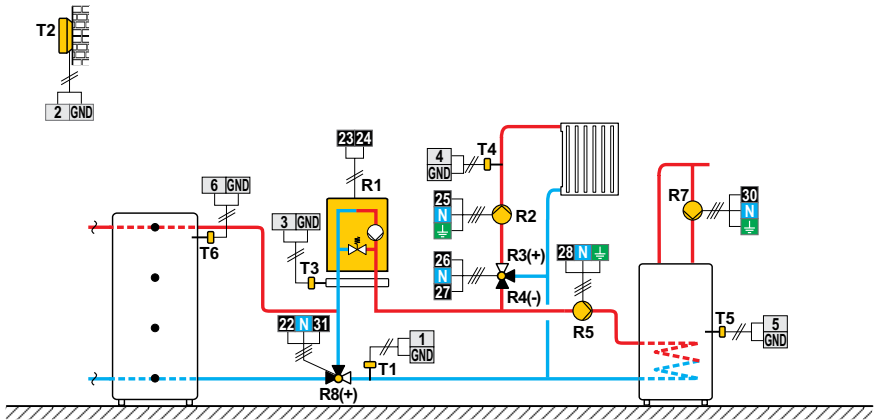 T2
2 GND
23 24
R1
6 GND
T6
3 GND
T3
22 N 31
R8(+)
1
GND
T1
4
GND
T4
25
N
R2
26
N
27
R3(+)
R4(-)
28 N
R5
R7
30
N
T5
5
GND